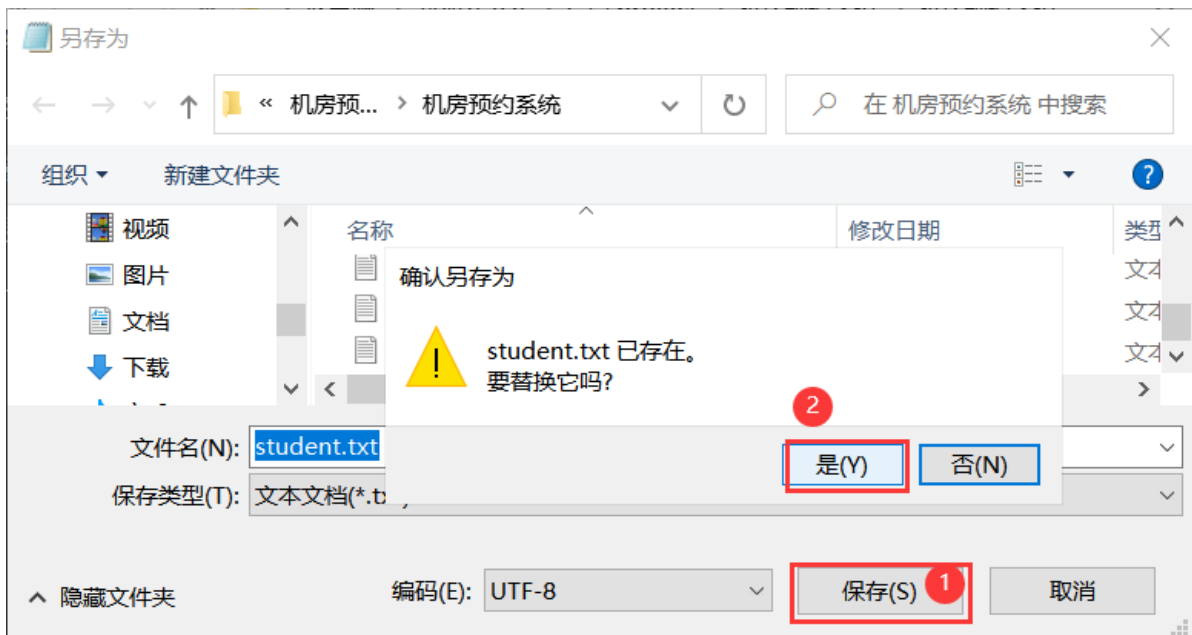 另存为
« 机房预... › 机房预约系统
在 机房预约系统 中搜索
组织
新建文件夹
?
视频
图片
文档
下载
名称
修改日期
类型
文本
文本
文本
确认另存为
student.txt 已存在。
要替换它吗?
2
是(Y)
否(N)
文件名(N): student.txt
保存类型(T): 文本文档(*.tx
隐藏文件夹
编码(E): UTF-8
保存(S)
1
取消